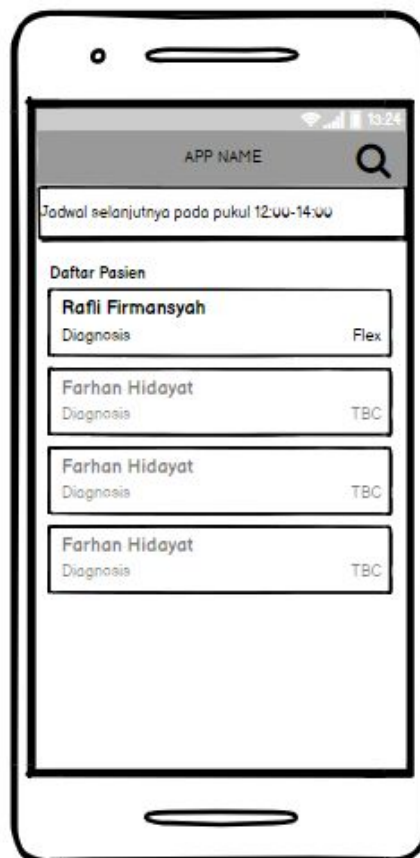 13:24
APP NAME
Jadwal selanjutnya pada pukul 12:00-14:00
Daftar Pasien
Rafli Firmansyah
Diagnosis Flex
Farhan Hidayat
Diagnosis TBC
Farhan Hidayat
Diagnosis TBC
Farhan Hidayat
Diagnosis TBC